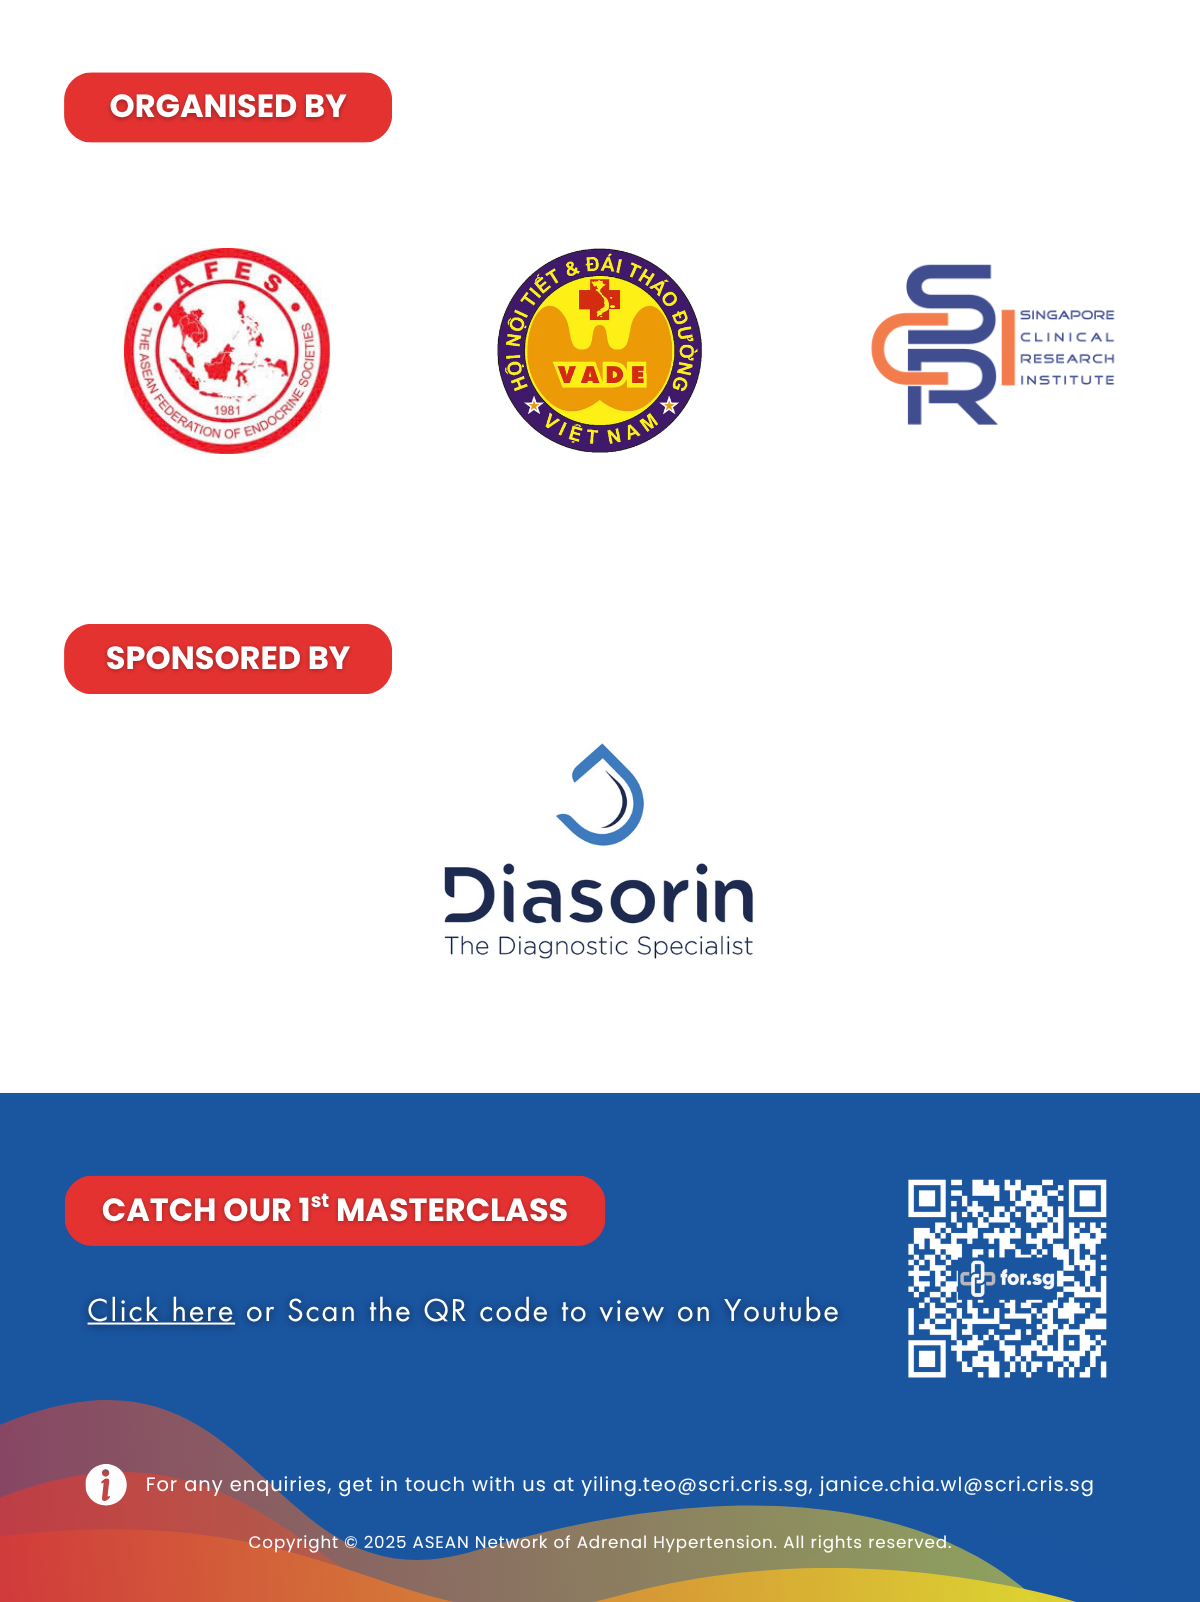 ORGANISED BY
AFES
THE ASEAN FEDERATION OF ENDOCRINE SOCIETIES
1981
HỘI NỘI TIẾT & ĐÁI THÁO ĐƯỜNG
VADE
VIỆT NAM
SCRI
SINGAPORE
CLINICAL
RESEARCH
INSTITUTE
SPONSORED BY
Diasorin
The Diagnostic Specialist
CATCH OUR 1st MASTERCLASS
for.sg
Click here or Scan the QR code to view on Youtube
i For any enquiries, get in touch with us at yiling.teo@scri.cris.sg, janice.chia.wl@scri.cris.sg
Copyright © 2025 ASEAN Network of Adrenal Hypertension. All rights reserved.